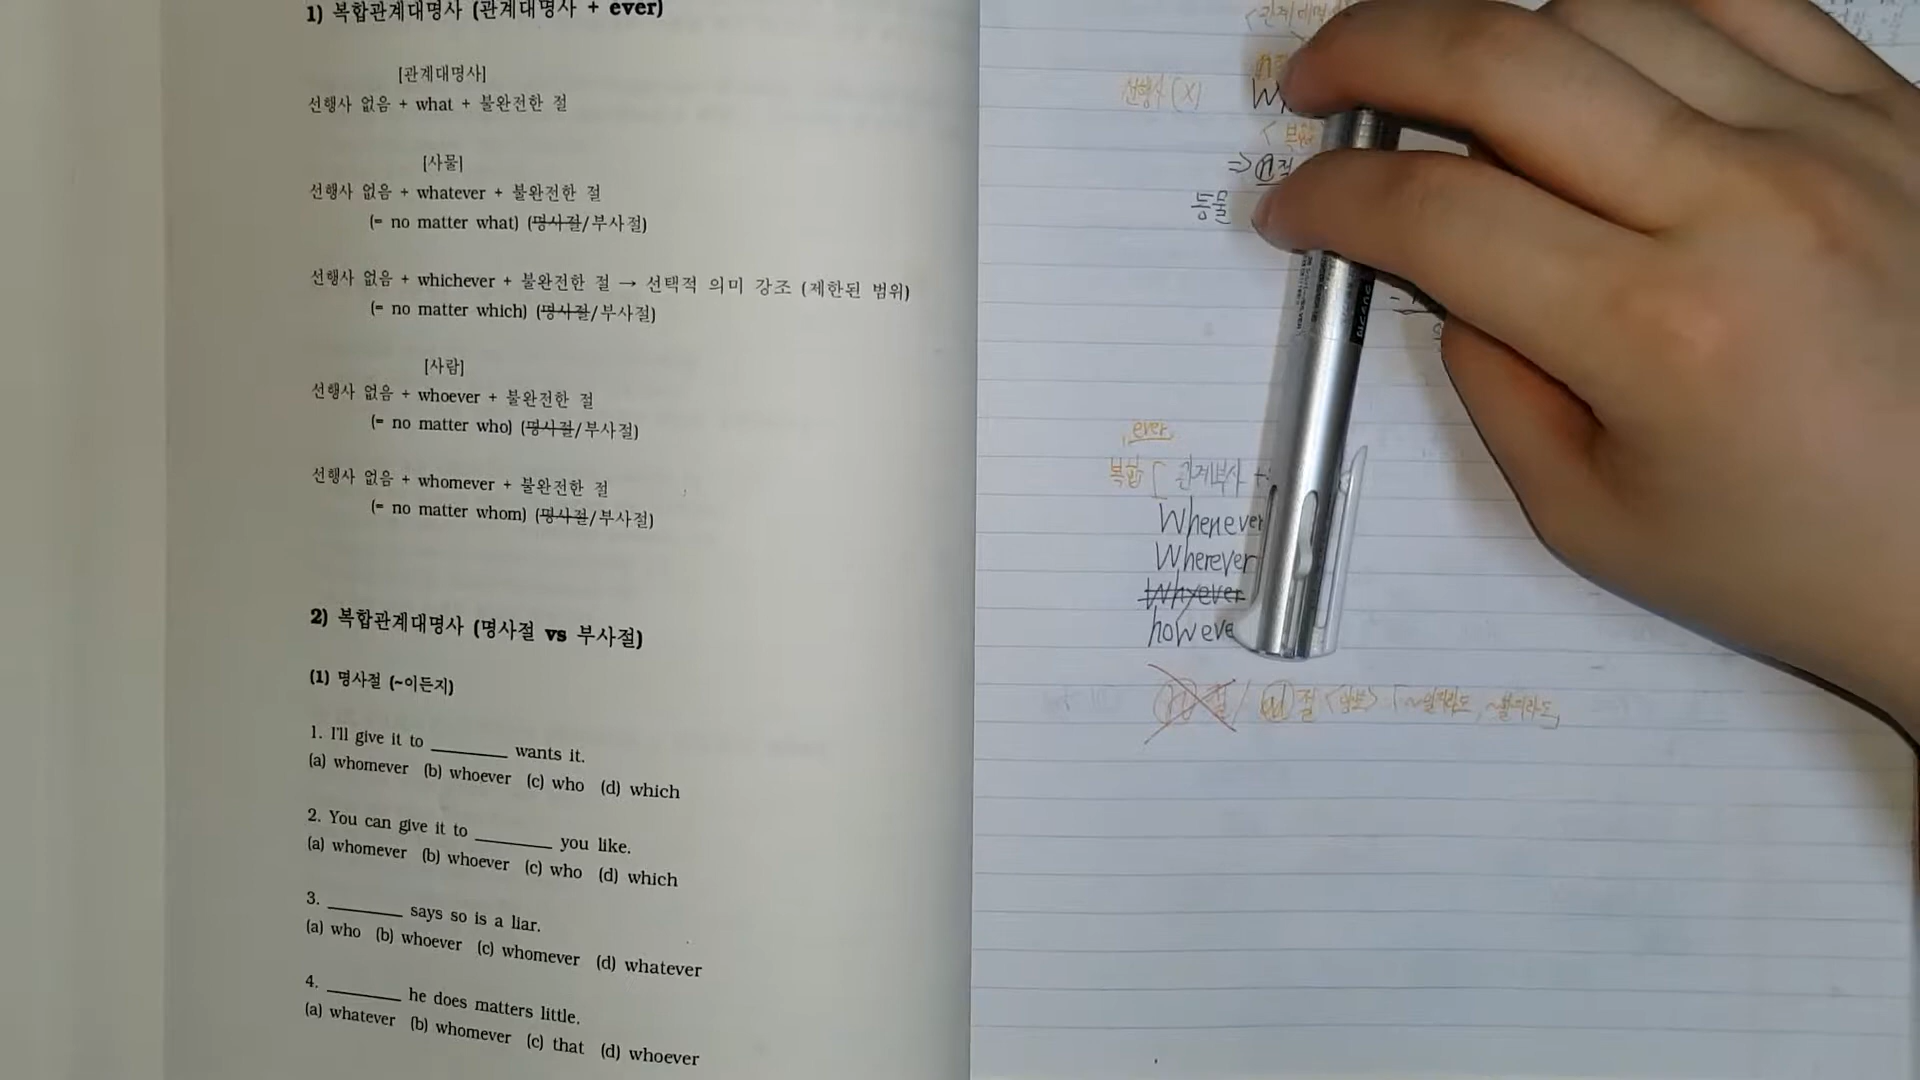 1) 복합관계대명사 (관계대명사 + ever)
[관계대명사]
선행사 없음 + what + 불완전한 절
[사물]
선행사 없음 + whatever + 불완전한 절
(= no matter what) (명사절/부사절)
선행사 없음 + whichever + 불완전한 절 → 선택적 의미 강조 (제한된 범위)
(= no matter which) (명사절/부사절)
[사람]
선행사 없음 + whoever + 불완전한 절
(= no matter who) (명사절/부사절)
선행사 없음 + whomever + 불완전한 절
(= no matter whom) (명사절/부사절)
2) 복합관계대명사 (명사절 vs 부사절)
(1) 명사절 (~이든지)
1. I'll give it to ________ wants it.
(a) whomever (b) whoever (c) who (d) which
2. You can give it to ________ you like.
(a) whomever (b) whoever (c) who (d) which
3. ________ says so is a liar.
(a) who (b) whoever (c) whomever (d) whatever
4. ________ he does matters little.
(a) whatever (b) whomever (c) that (d) whoever
선행사 (X)
⇒ n절
동물
ever
복합 [ 관계부사 +
Whenever
Wherever
Whyever
howeve
n절 / ad절